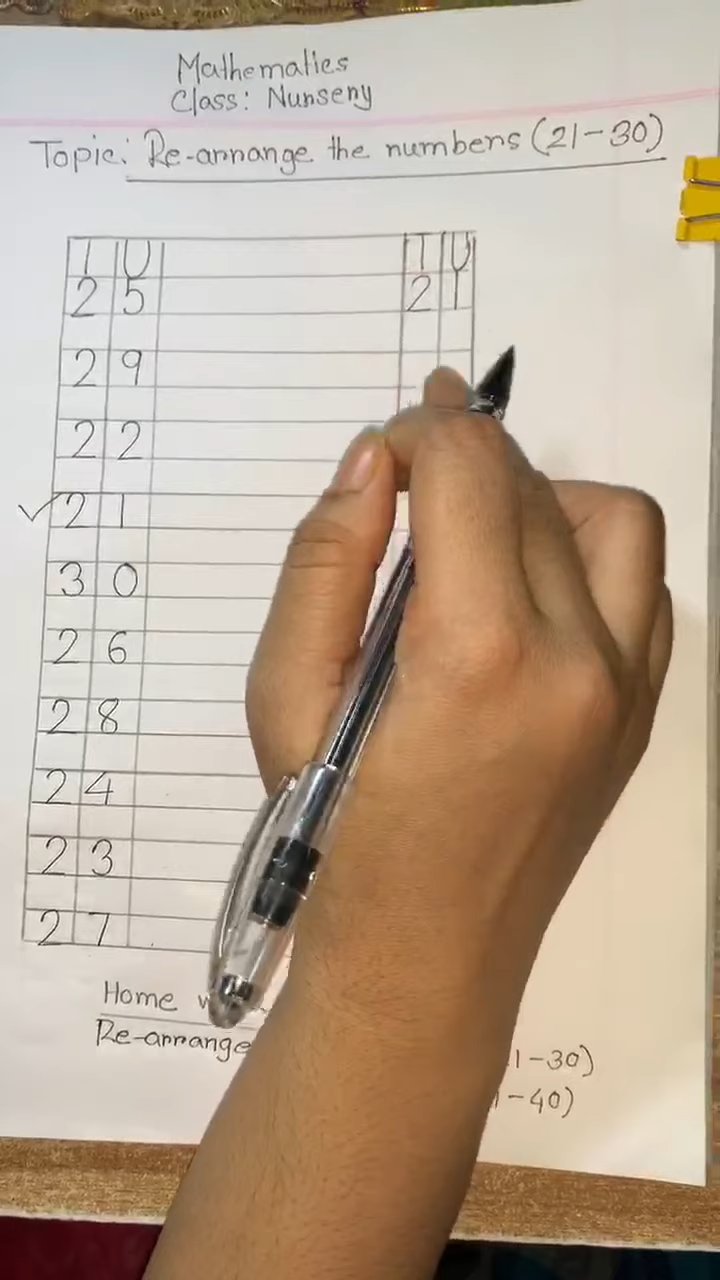 Mathematics
Class: Nursery
Topic: Re-arrange the numbers (21-30)
T U T U
2 5 2 1
2 9
2 2
✓ 2 1
3 0
2 6
2 8
2 4
2 3
2 7
Home
Re-arrange 1-30)
-40)